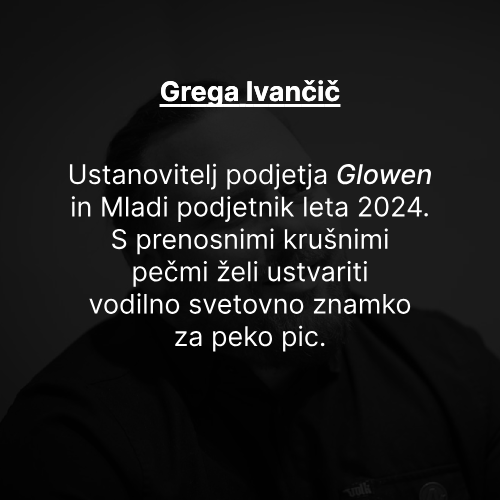 Grega Ivančič
Ustanovitelj podjetja Glowen
in Mladi podjetnik leta 2024.
S prenosnimi krušnimi
pečmi želi ustvariti
vodilno svetovno znamko
za peko pic.